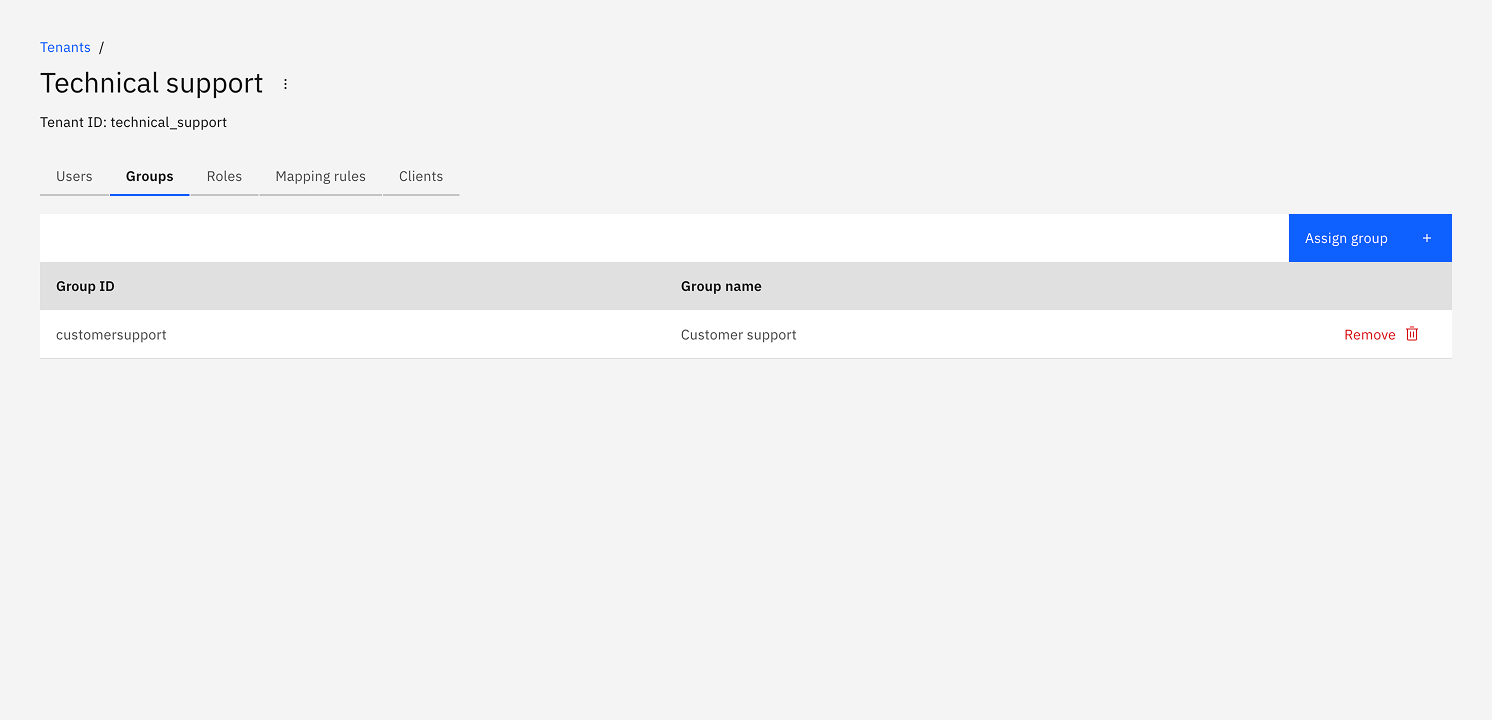 Tenants /
Technical support
Tenant ID: technical_support
Users Groups Roles Mapping rules Clients
Assign group +
Group ID Group name
customersupport Customer support Remove